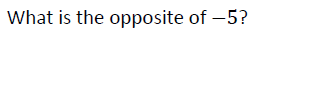 What is the opposite of −5?